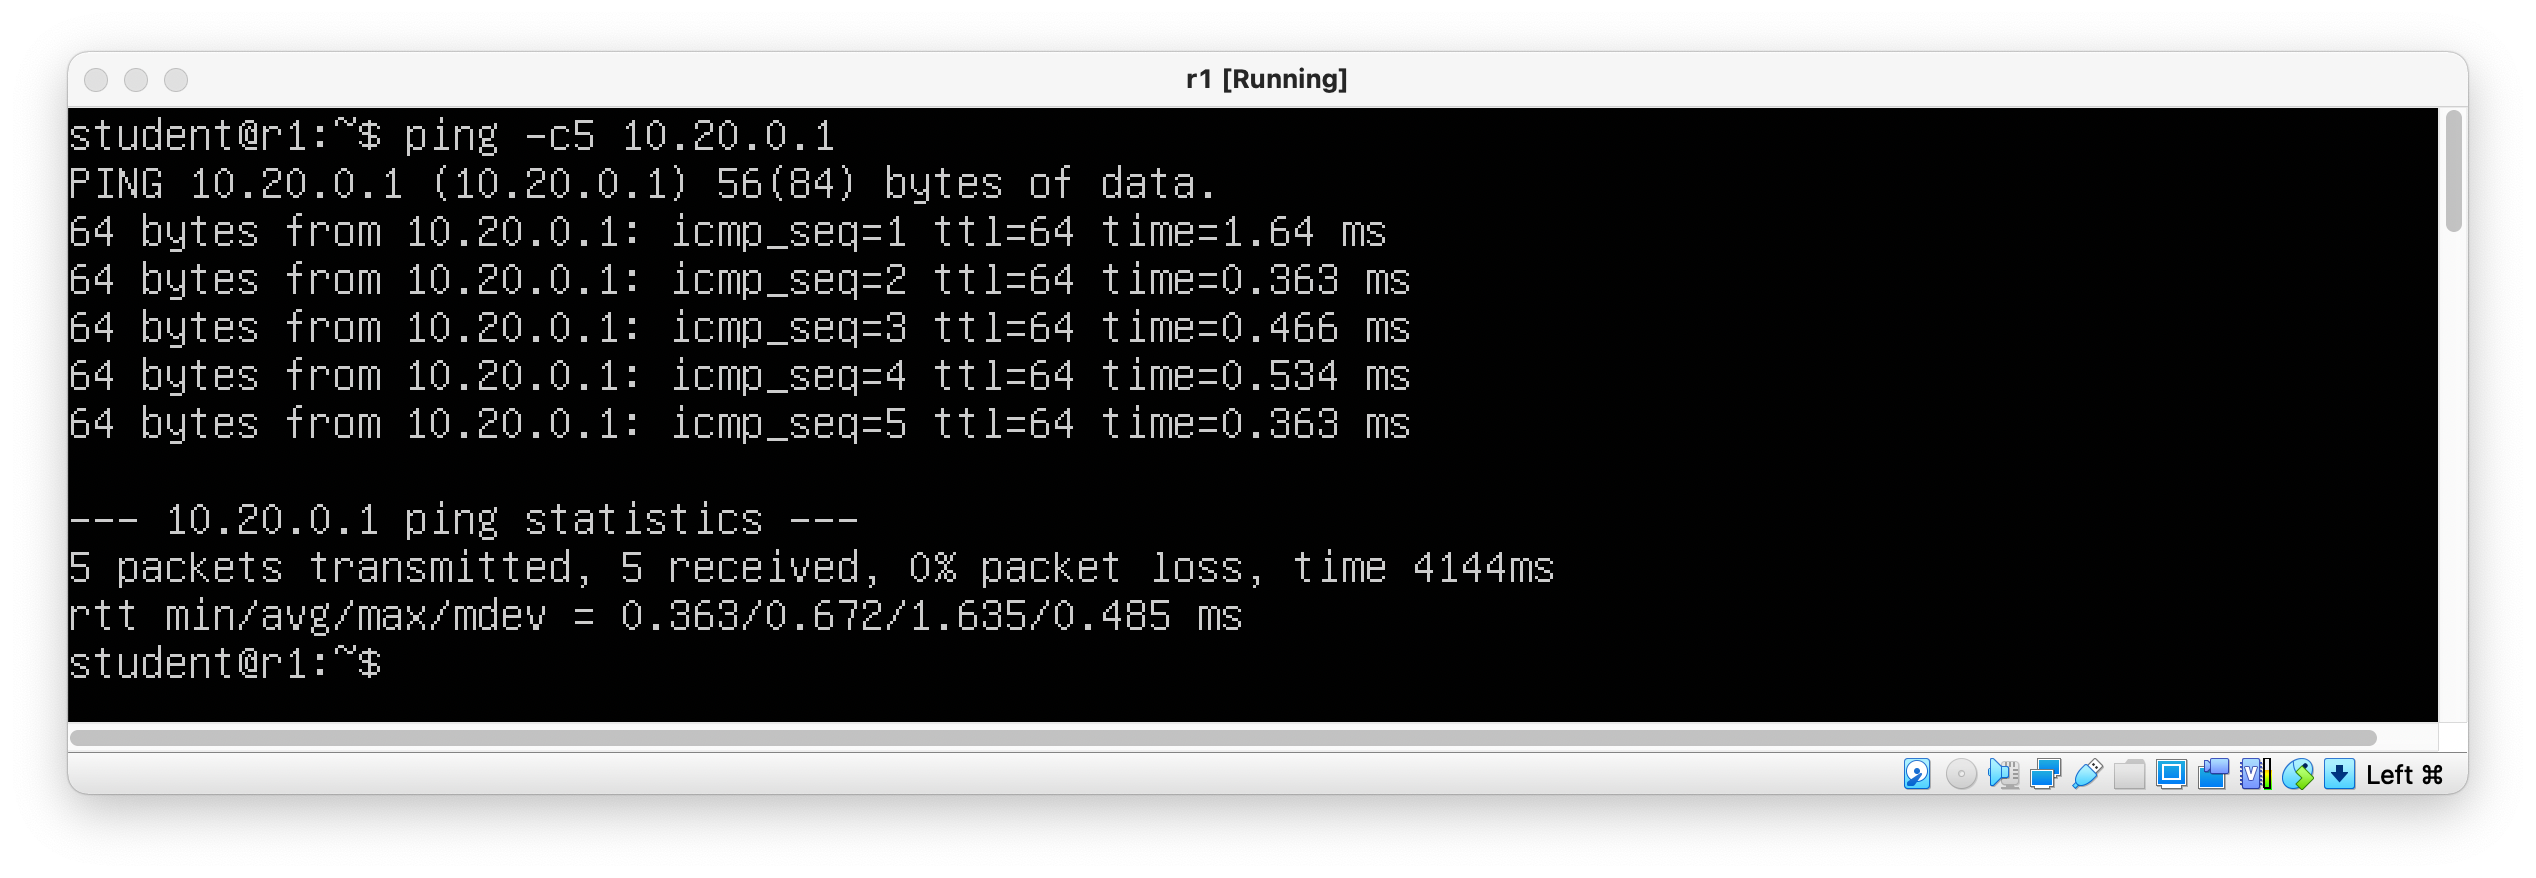 r1 [Running]
student@r1:~$ ping -c5 10.20.0.1
PING 10.20.0.1 (10.20.0.1) 56(84) bytes of data.
64 bytes from 10.20.0.1: icmp_seq=1 ttl=64 time=1.64 ms
64 bytes from 10.20.0.1: icmp_seq=2 ttl=64 time=0.363 ms
64 bytes from 10.20.0.1: icmp_seq=3 ttl=64 time=0.466 ms
64 bytes from 10.20.0.1: icmp_seq=4 ttl=64 time=0.534 ms
64 bytes from 10.20.0.1: icmp_seq=5 ttl=64 time=0.363 ms
--- 10.20.0.1 ping statistics ---
5 packets transmitted, 5 received, 0% packet loss, time 4144ms
rtt min/avg/max/mdev = 0.363/0.672/1.635/0.485 ms
student@r1:~$
Left ⌘